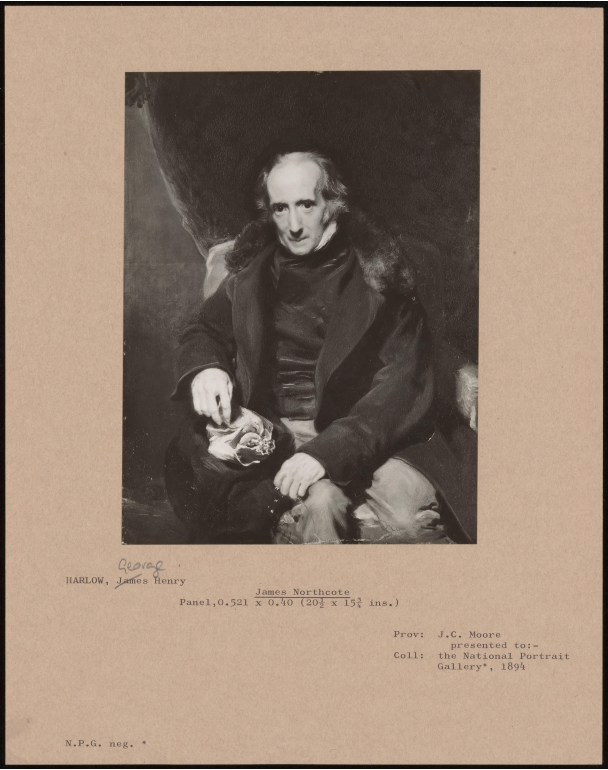 George
HARLOW, James Henry
James Northcote
Panel,0.521 x 0.40 (20½ x 15¾ ins.)
Prov: J.C. Moore
presented to:-
Coll: the National Portrait
Gallery*, 1894
N.P.G. neg. *